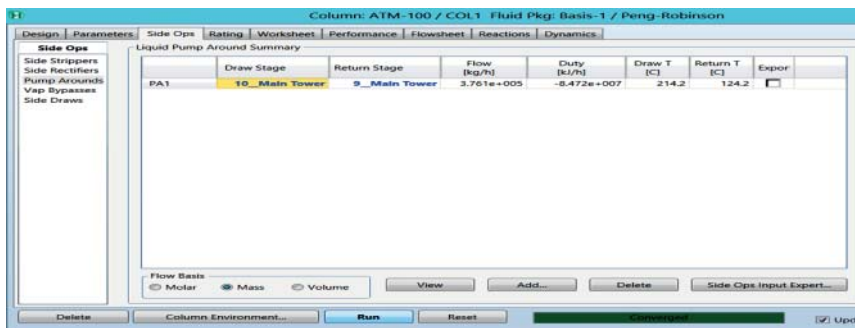 Column: ATM-100 / COL1 Fluid Pkg: Basis-1 / Peng-Robinson
Design Parameters Side Ops Rating Worksheet Performance Flowsheet Reactions Dynamics
Side Ops
Side Strippers
Side Rectifiers
Pump Arounds
Vap Bypasses
Side Draws
Liquid Pump Around Summary
Draw Stage Return Stage Flow [kg/h] Duty [kJ/h] Draw T [C] Return T [C] Expor
PA1 10__Main Tower 9__Main Tower 3.761e+005 -8.472e+007 214.2 124.2
Flow Basis
Molar Mass Volume View Add... Delete Side Ops Input Expert...
Delete Column Environment... Run Reset Converged Upd